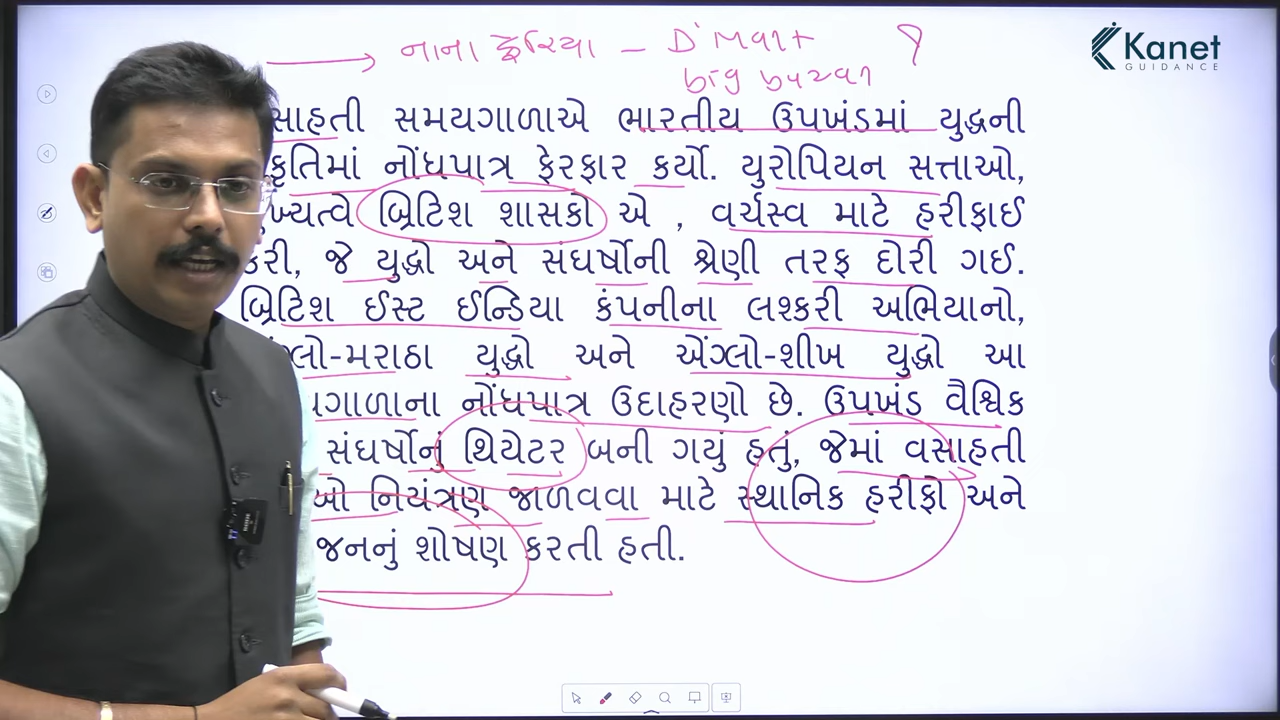 નાના ફેરિયા – D'Mart
big bazzar
Kanet
GUIDANCE
સાહતી સમયગાળાએ ભારતીય ઉપખંડમાં યુદ્ધની
કૃતિમાં નોંધપાત્ર ફેરફાર કર્યો. યુરોપિયન સત્તાઓ,
ખ્યત્વે બ્રિટિશ શાસકો એ , વર્ચસ્વ માટે હરીફાઈ
કરી, જે યુદ્ધો અને સંઘર્ષોની શ્રેણી તરફ દોરી ગઈ.
બ્રિટિશ ઈસ્ટ ઈન્ડિયા કંપનીના લશ્કરી અભિયાનો,
ંગ્લો-મરાઠા યુદ્ધો અને એંગ્લો-શીખ યુદ્ધો આ
યગાળાના નોંધપાત્ર ઉદાહરણો છે. ઉપખંડ વૈશ્વિક
સંઘર્ષોનું થિયેટર બની ગયું હતું, જેમાં વસાહતી
ઓ નિયંત્રણ જાળવવા માટે સ્થાનિક હરીફો અને
જનનું શોષણ કરતી હતી.